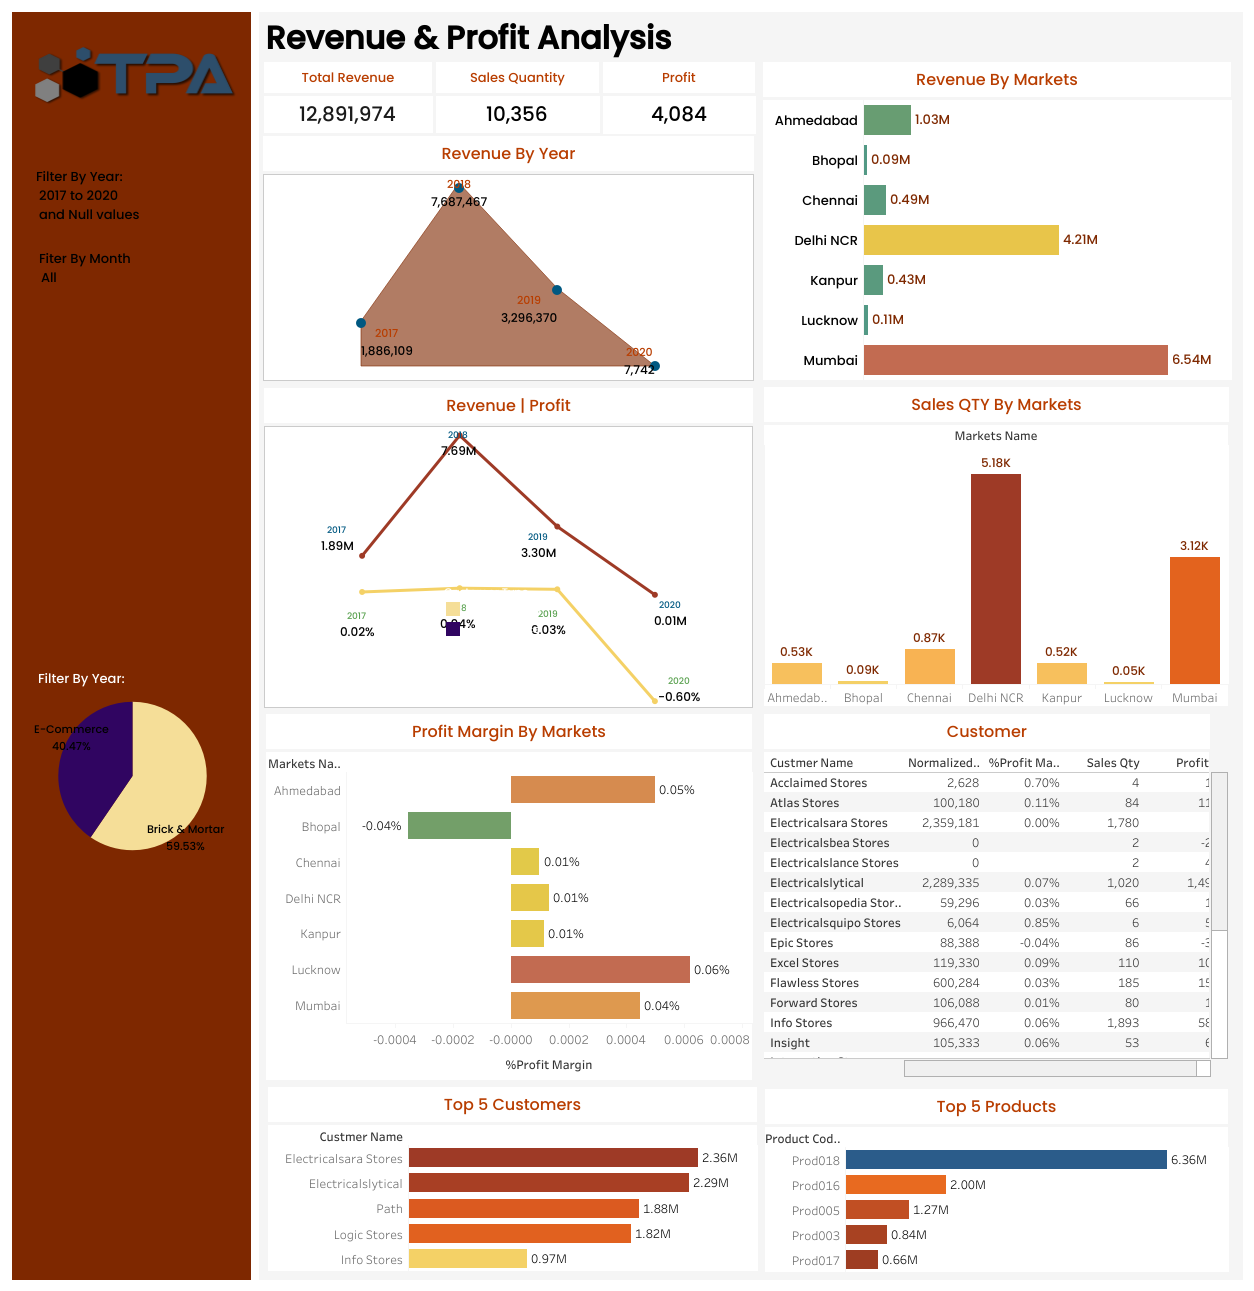 TPA
Filter By Year:
2017 to 2020
and Null values
Fiter By Month
All
Filter By Year:
E-Commerce
40.47%
Brick & Mortar
59.53%
Revenue & Profit Analysis
Total Revenue
Sales Quantity
Profit
12,891,974
10,356
4,084
Revenue By Year
2018
7,687,467
2019
3,296,370
2017
1,886,109
2020
7,742
Revenue By Markets
Ahmedabad 1.03M
Bhopal 0.09M
Chennai 0.49M
Delhi NCR 4.21M
Kanpur 0.43M
Lucknow 0.11M
Mumbai 6.54M
Revenue | Profit
2018
7.69M
2017
1.89M
2019
3.30M
2020
0.01M
2017
0.02%
8
2019
0.03%
2020
-0.60%
Sales QTY By Markets
Markets Name
5.18K
3.12K
0.87K
0.53K
0.52K
0.09K
0.05K
Ahmedab.. Bhopal Chennai Delhi NCR Kanpur Lucknow Mumbai
Profit Margin By Markets
Markets Na..
Ahmedabad 0.05%
Bhopal -0.04%
Chennai 0.01%
Delhi NCR 0.01%
Kanpur 0.01%
Lucknow 0.06%
Mumbai 0.04%
-0.0004 -0.0002 -0.0000 0.0002 0.0004 0.0006 0.0008
%Profit Margin
Customer
Custmer Name Normalized.. %Profit Ma.. Sales Qty Profit
Acclaimed Stores 2,628 0.70% 4 1
Atlas Stores 100,180 0.11% 84 11
Electricalsara Stores 2,359,181 0.00% 1,780
Electricalsbea Stores 0 2 -2
Electricalslance Stores 0 2 4
Electricalslytical 2,289,335 0.07% 1,020 1,49
Electricalsopedia Stor.. 59,296 0.03% 66 1
Electricalsquipo Stores 6,064 0.85% 6 5
Epic Stores 88,388 -0.04% 86 -3
Excel Stores 119,330 0.09% 110 10
Flawless Stores 600,284 0.03% 185 15
Forward Stores 106,088 0.01% 80 1
Info Stores 966,470 0.06% 1,893 58
Insight 105,333 0.06% 53 6
Top 5 Customers
Custmer Name
Electricalsara Stores 2.36M
Electricalslytical 2.29M
Path 1.88M
Logic Stores 1.82M
Info Stores 0.97M
Top 5 Products
Product Cod..
Prod018 6.36M
Prod016 2.00M
Prod005 1.27M
Prod003 0.84M
Prod017 0.66M